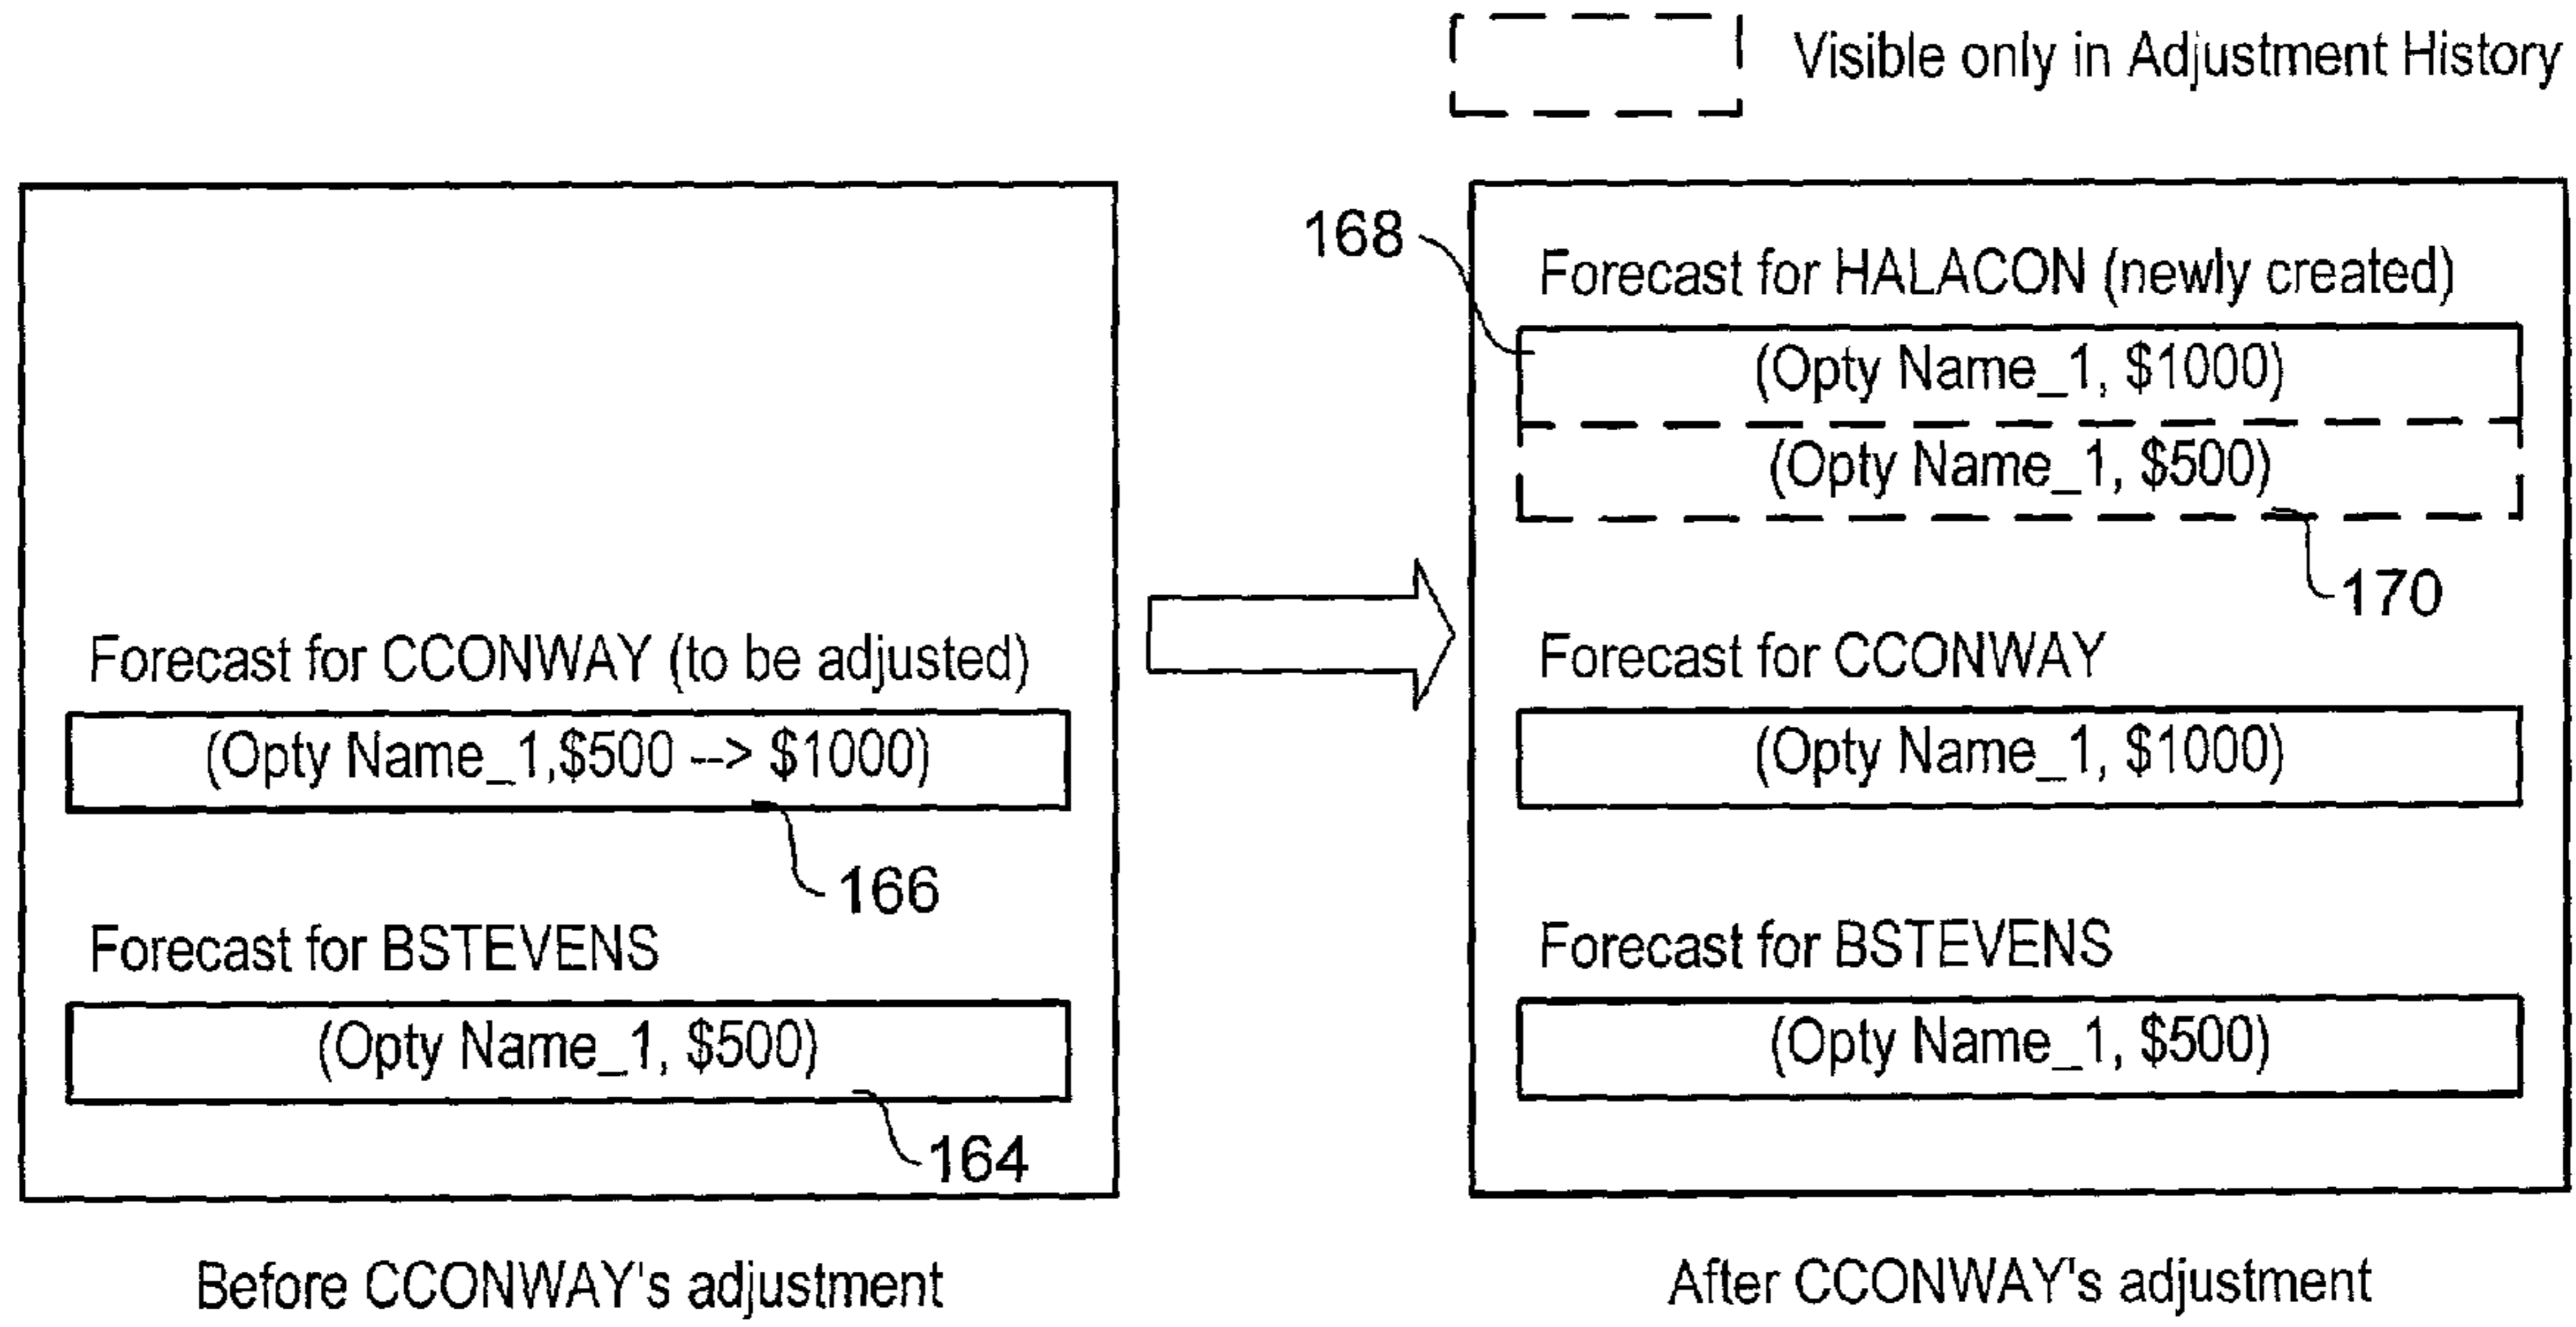 Visible only in Adjustment History
Forecast for CCONWAY (to be adjusted)
(Opty Name_1,$500 --> $1000)
166
Forecast for BSTEVENS
(Opty Name_1, $500)
164
Before CCONWAY's adjustment
168
Forecast for HALACON (newly created)
(Opty Name_1, $1000)
(Opty Name_1, $500)
170
Forecast for CCONWAY
(Opty Name_1, $1000)
Forecast for BSTEVENS
(Opty Name_1, $500)
After CCONWAY's adjustment